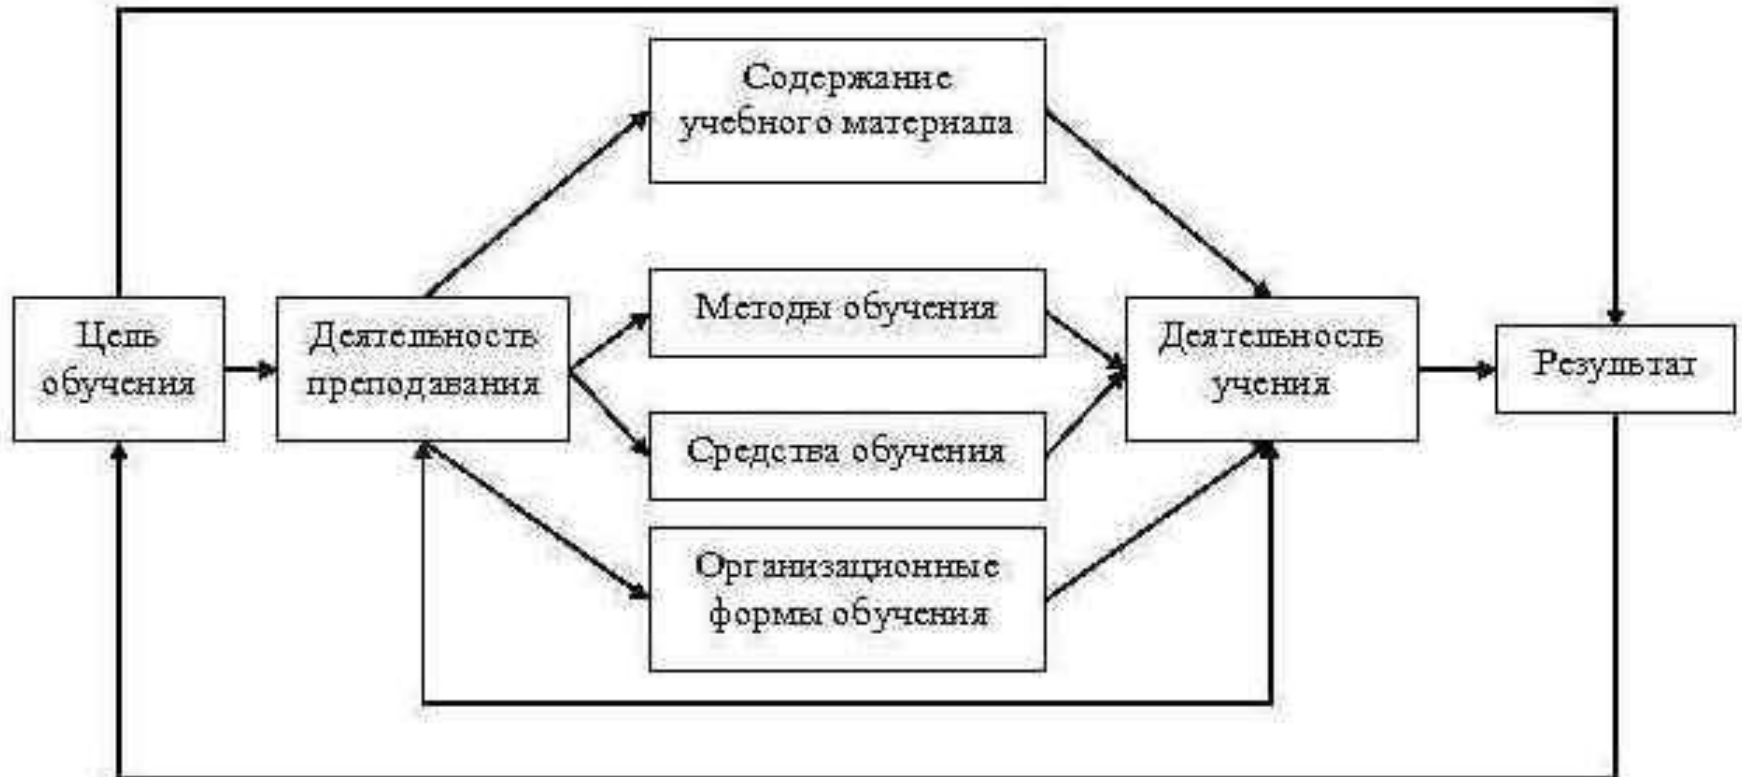 Содержание
учебного материала
Цель
обучения
Деятельность
преподавания
Методы обучения
Средства обучения
Организационные
формы обучения
Деятельность
учения
Результат